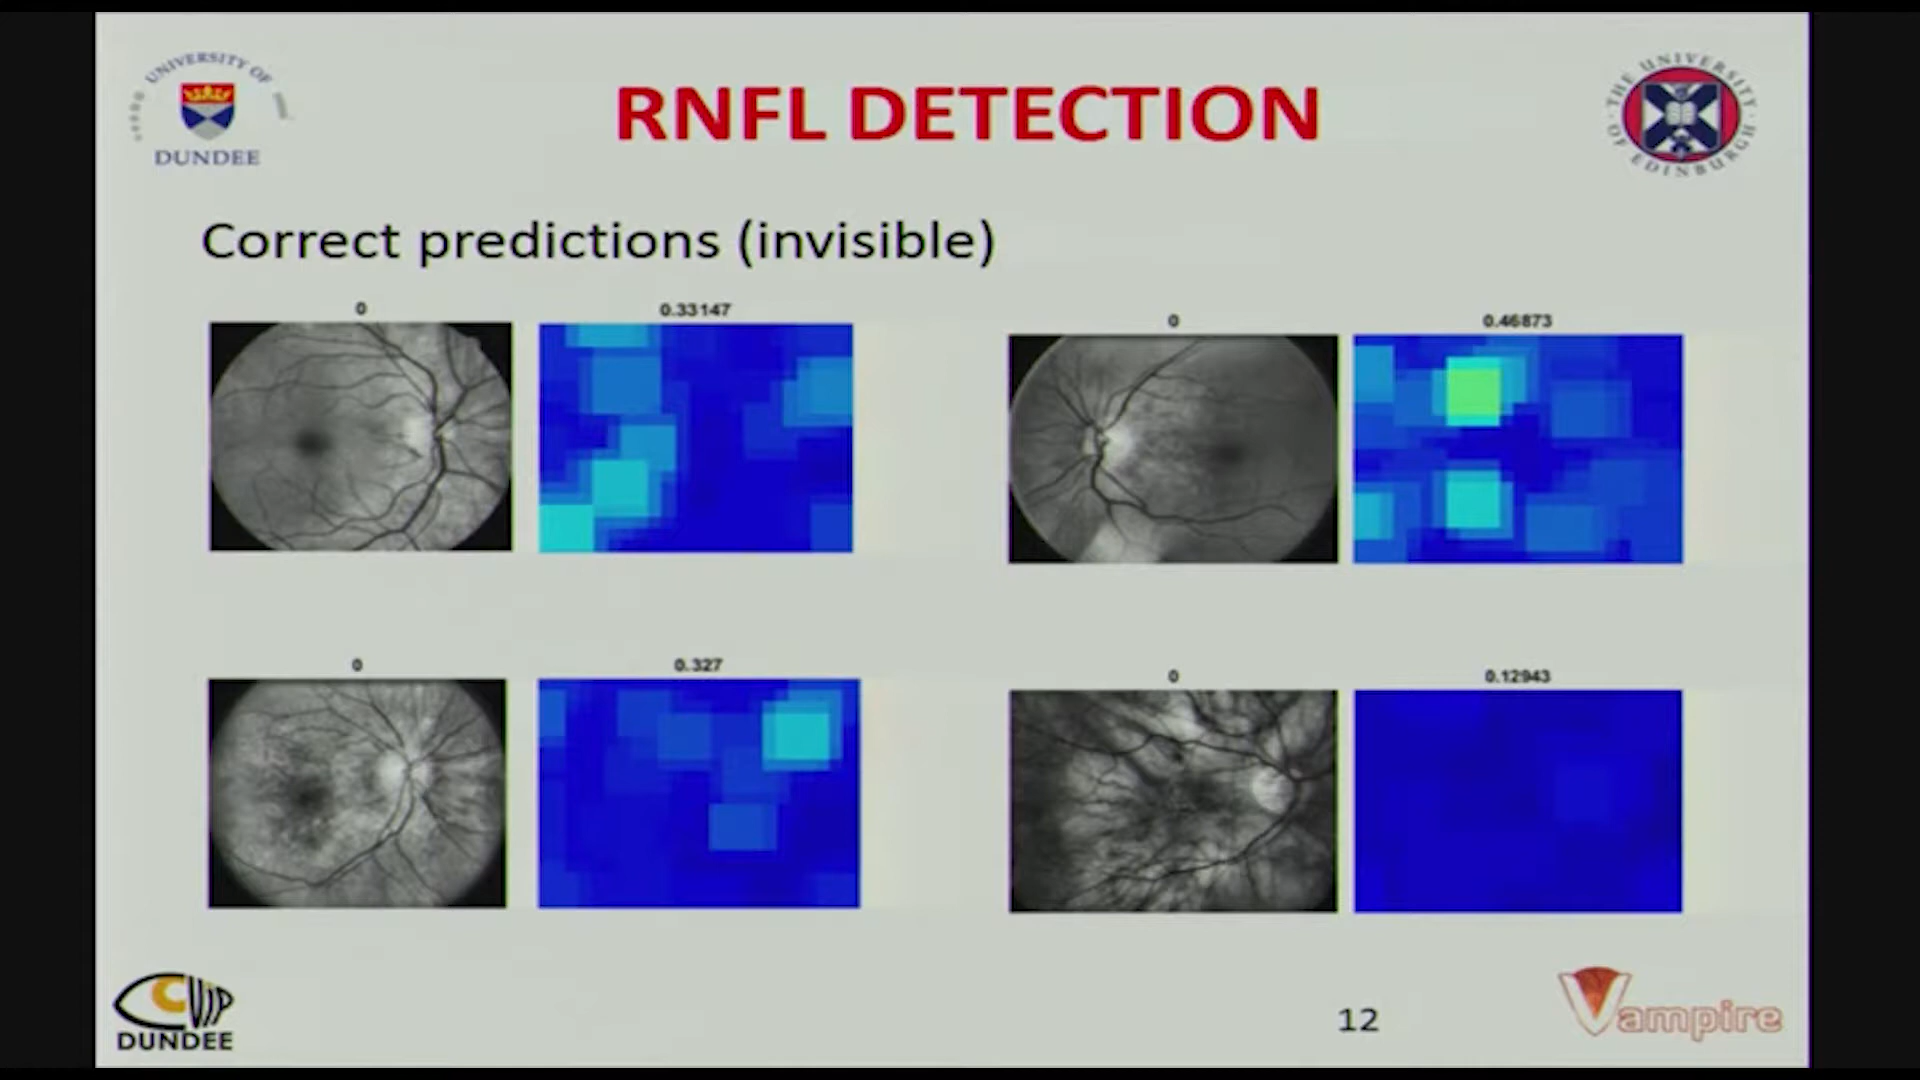 UNIVERSITY OF
DUNDEE
RNFL DETECTION
THE UNIVERSITY
OF EDINBURGH
Correct predictions (invisible)
0
0.33147
0
0.46873
0
0.327
0
0.12943
CVIP
DUNDEE
12
Vampire